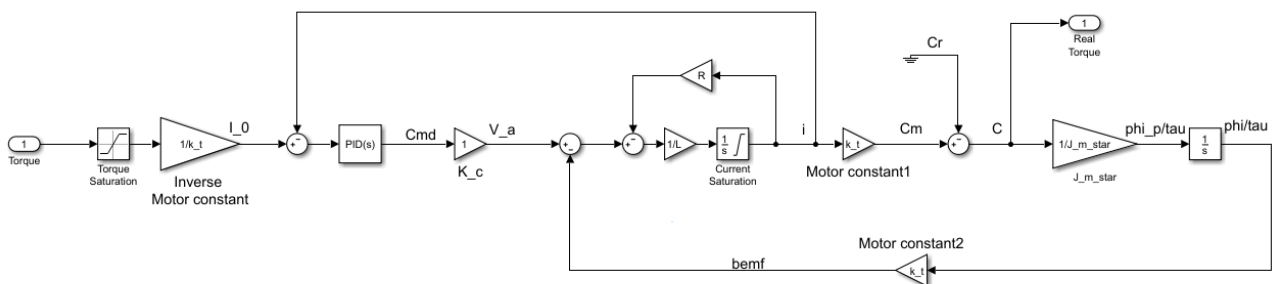 1
Torque
Torque
Saturation
1/k_t
I_0
Inverse
Motor constant
+
-
PID(s)
Cmd
1
K_c
V_a
+
-
+
-
R
1/L
1
s
Current
Saturation
i
k_t
Motor constant1
Cm
Cr
+
-
C
1
Real
Torque
1/J_m_star
J_m_star
phi_p/tau
1
s
phi/tau
Motor constant2
k_t
bemf